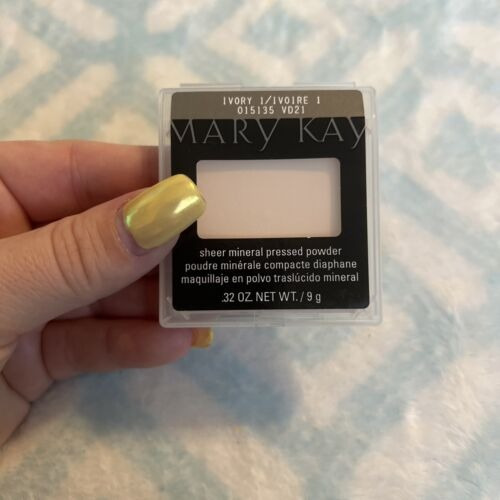 IVORY 1/IVOIRE 1
015135 VD21
MARY KAY
sheer mineral pressed powder
poudre minérale compacte diaphane
maquillaje en polvo traslúcido mineral
.32 OZ. NET WT. / 9 g